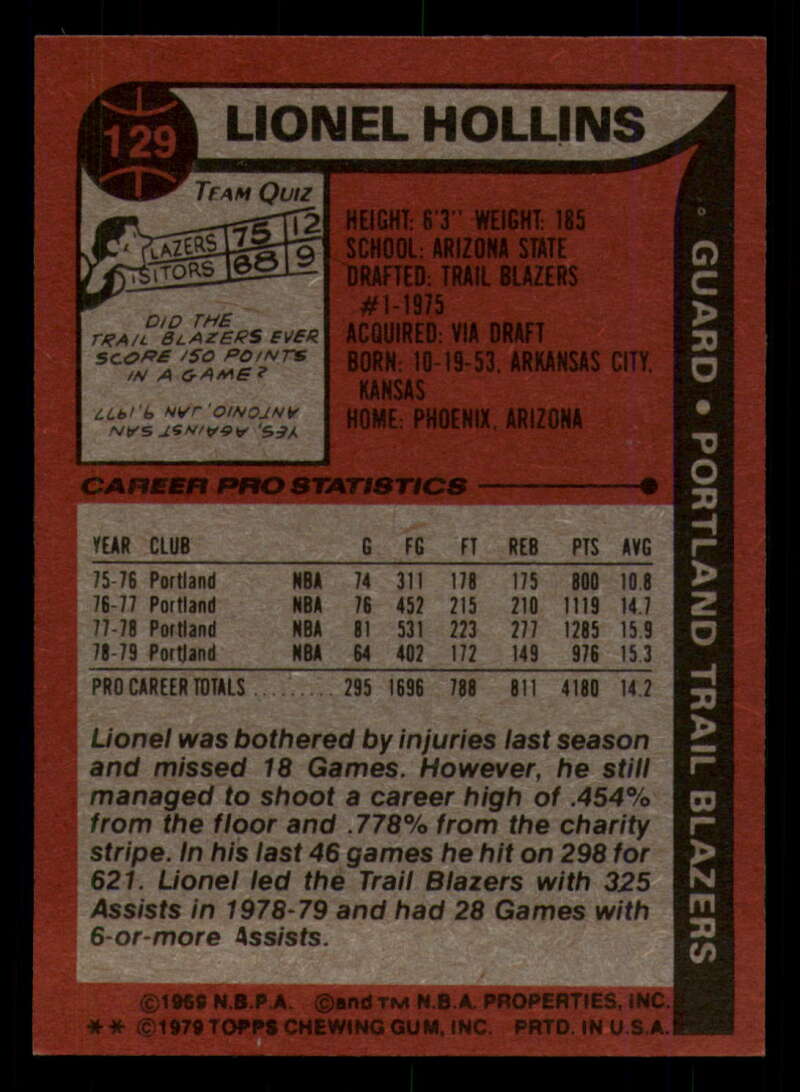 129
LIONEL HOLLINS
TEAM QUIZ
LAZERS 75 12
ISITORS 68 9
DID THE
TRAIL BLAZERS EVER
SCORE 150 POINTS
IN A GAME?
YES, AGAINST SAN
ANTONIO, JAN 9, 1977
HEIGHT: 6'3" WEIGHT: 185
SCHOOL: ARIZONA STATE
DRAFTED: TRAIL BLAZERS
#1-1975
ACQUIRED: VIA DRAFT
BORN: 10-19-53, ARKANSAS CITY,
KANSAS
HOME: PHOENIX, ARIZONA
GUARD • PORTLAND TRAIL BLAZERS
CAREER PRO STATISTICS
YEAR CLUB G FG FT REB PTS AVG
75-76 Portland NBA 74 311 178 175 800 10.8
76-77 Portland NBA 76 452 215 210 1119 14.7
77-78 Portland NBA 81 531 223 277 1285 15.9
78-79 Portland NBA 64 402 172 149 976 15.3
PRO CAREER TOTALS ......... 295 1696 788 811 4180 14.2
Lionel was bothered by injuries last season
and missed 18 Games. However, he still
managed to shoot a career high of .454%
from the floor and .778% from the charity
stripe. In his last 46 games he hit on 298 for
621. Lionel led the Trail Blazers with 325
Assists in 1978-79 and had 28 Games with
6-or-more Assists.
©1969 N.B.P.A. ©and TM N.B.A. PROPERTIES, INC.
** ©1979 TOPPS CHEWING GUM, INC. PRTD. IN U.S.A.